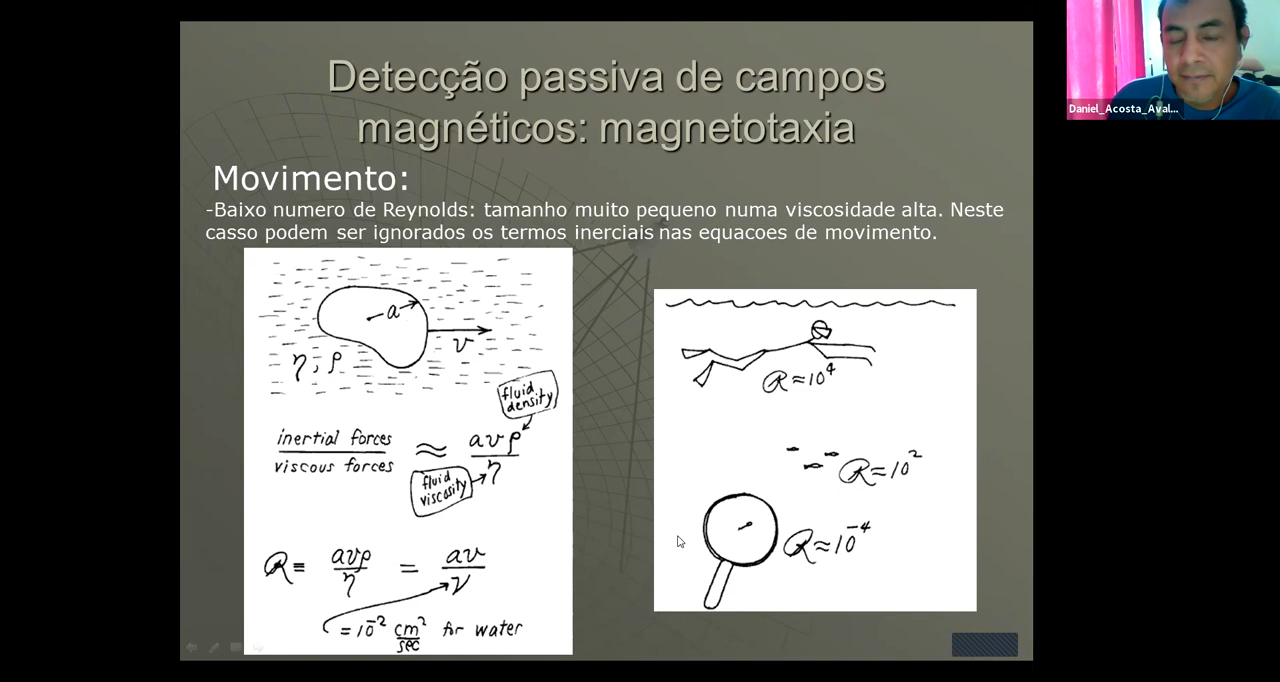 Detecção passiva de campos
magnéticos: magnetotaxia
Movimento:
-Baixo numero de Reynolds: tamanho muito pequeno numa viscosidade alta. Neste
casso podem ser ignorados os termos inerciais nas equacoes de movimento.
a
v
η, ρ
fluid
density
inertial forces / viscous forces ≈ avρ / η
fluid
viscosity
R ≡ avρ / η = av / ν
= 10⁻² cm² / sec for water
R ≈ 10⁴
R ≈ 10²
R ≈ 10⁻⁴
Daniel_Acosta_Aval...